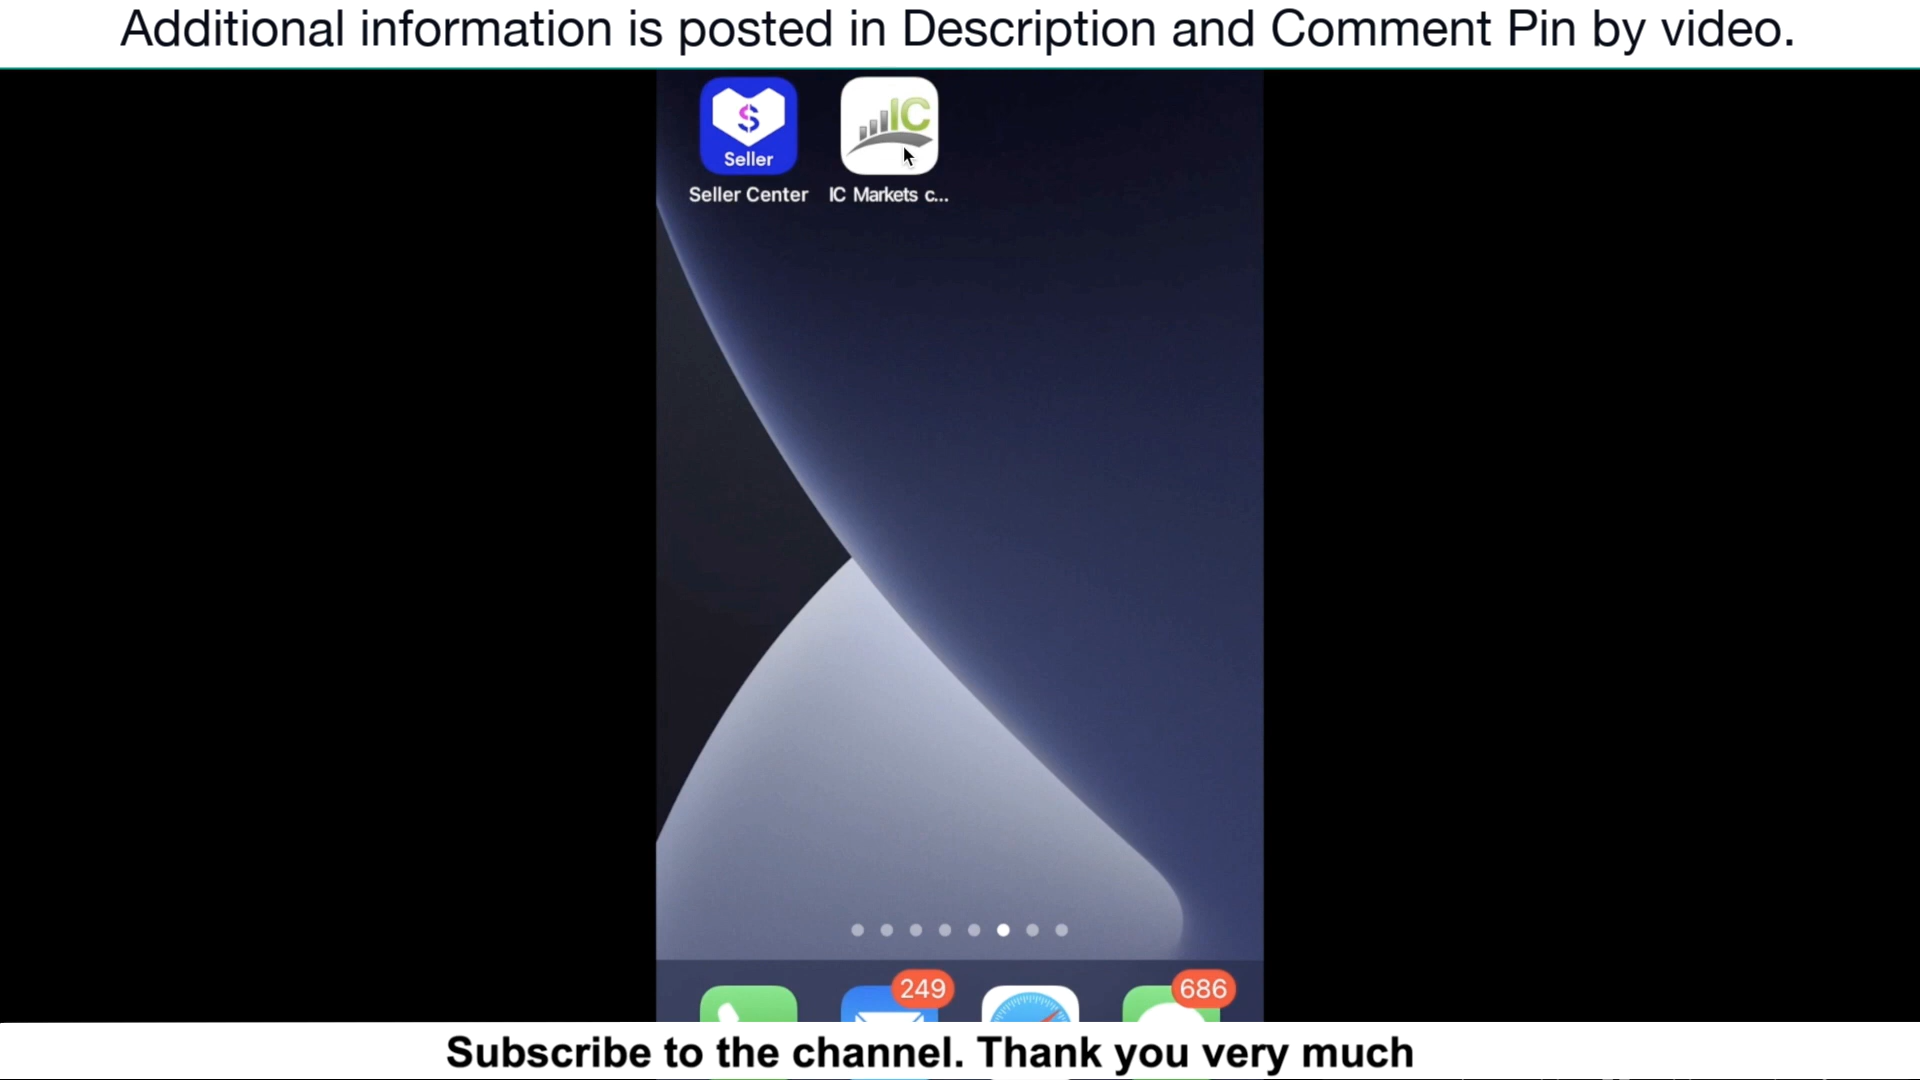 Additional information is posted in Description and Comment Pin by video.
$
Seller
IC
Seller Center
IC Markets c...
249
686
Subscribe to the channel. Thank you very much